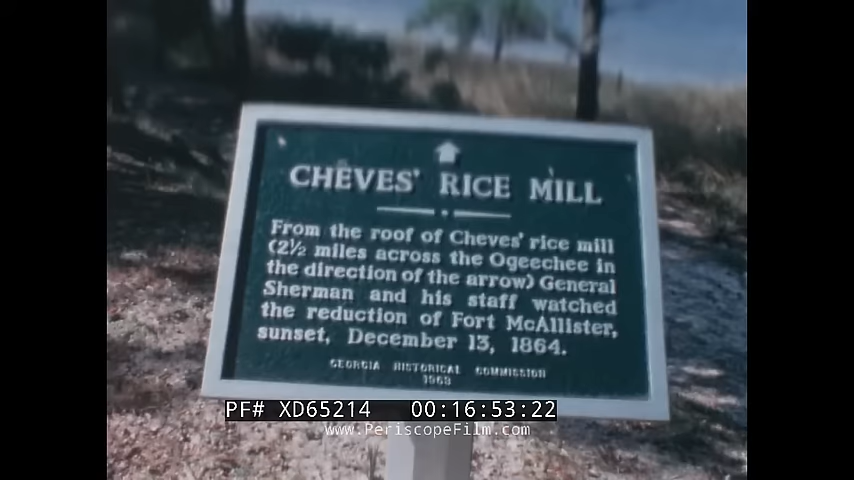 CHEVES' RICE MILL
From the roof of Cheves' rice mill
(2½ miles across the Ogeechee in
the direction of the arrow) General
Sherman and his staff watched
the reduction of Fort McAllister,
sunset, December 13, 1864.
GEORGIA HISTORICAL COMMISSION
1963
PF# XD65214 00:16:53:22
www.PeriscopeFilm.com